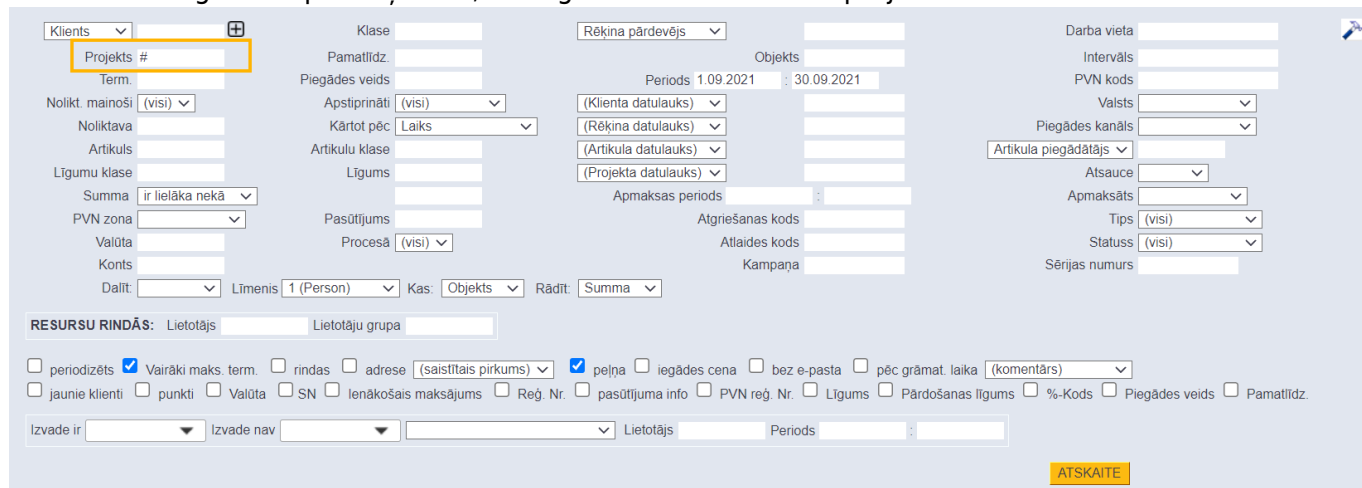 Klients Klase Rēķina pārdevējs Darba vieta
Projekts # Pamatlīdz. Objekts Intervāls
Term. Piegādes veids Periods 1.09.2021 : 30.09.2021 PVN kods
Nolikt. mainoši (visi) Apstiprināti (visi) (Klienta datulauks) Valsts
Noliktava Kārtot pēc Laiks (Rēķina datulauks) Piegādes kanāls
Artikuls Artikulu klase (Artikula datulauks) Artikula piegādātājs
Līgumu klase Līgums (Projekta datulauks) Atsauce
Summa ir lielāka nekā Apmaksas periods : Apmaksāts
PVN zona Pasūtījums Atgriešanas kods Tips (visi)
Valūta Procesā (visi) Atlaides kods Statuss (visi)
Konts Kampaņa Sērijas numurs
Dalīt: Līmenis 1 (Person) Kas: Objekts Rādīt: Summa
RESURSU RINDĀS: Lietotājs Lietotāju grupa
periodizēts Vairāki maks. term. rindas adrese (saistītais pirkums) peļņa iegādes cena bez e-pasta pēc grāmat. laika (komentārs)
jaunie klienti punkti Valūta SN Ienākošais maksājums Reģ. Nr. pasūtījuma info PVN reģ. Nr. Līgums Pārdošanas līgums %-Kods Piegādes veids Pamatlīdz.
Izvade ir Izvade nav Lietotājs Periods :
ATSKAITE